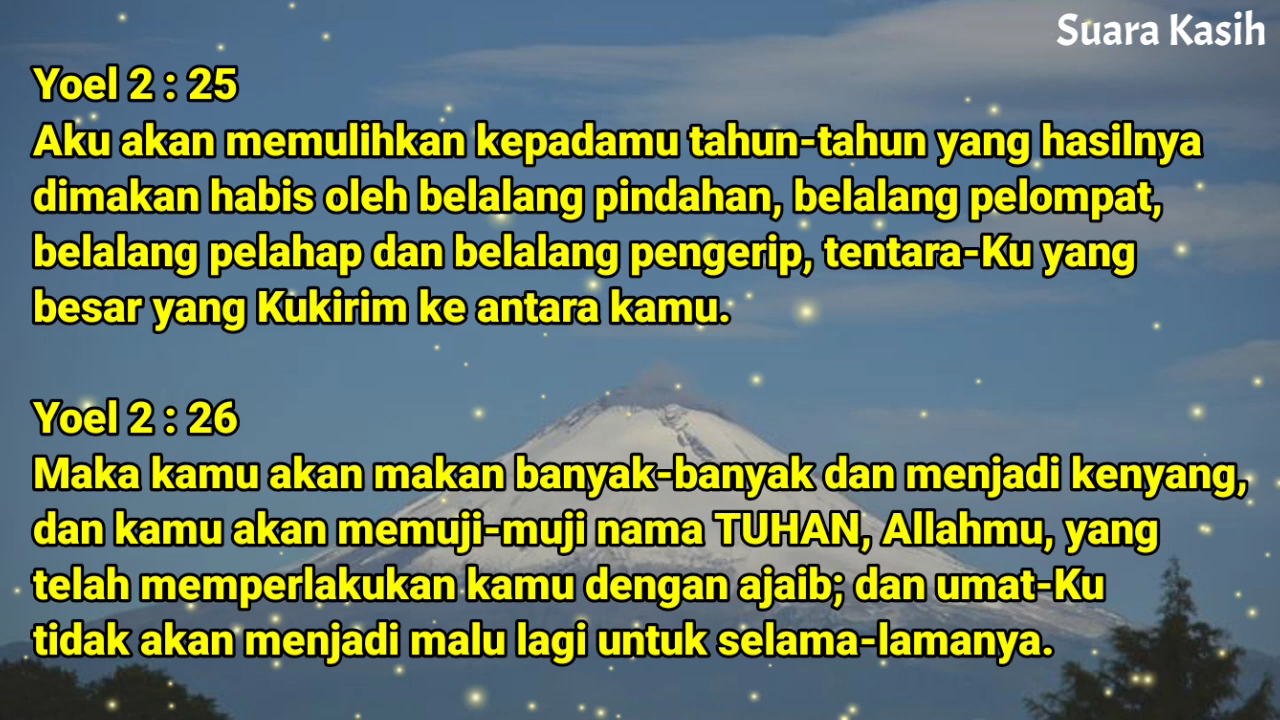 Suara Kasih
Yoel 2 : 25
Aku akan memulihkan kepadamu tahun-tahun yang hasilnya
dimakan habis oleh belalang pindahan, belalang pelompat,
belalang pelahap dan belalang pengerip, tentara-Ku yang
besar yang Kukirim ke antara kamu.
Yoel 2 : 26
Maka kamu akan makan banyak-banyak dan menjadi kenyang,
dan kamu akan memuji-muji nama TUHAN, Allahmu, yang
telah memperlakukan kamu dengan ajaib; dan umat-Ku
tidak akan menjadi malu lagi untuk selama-lamanya.